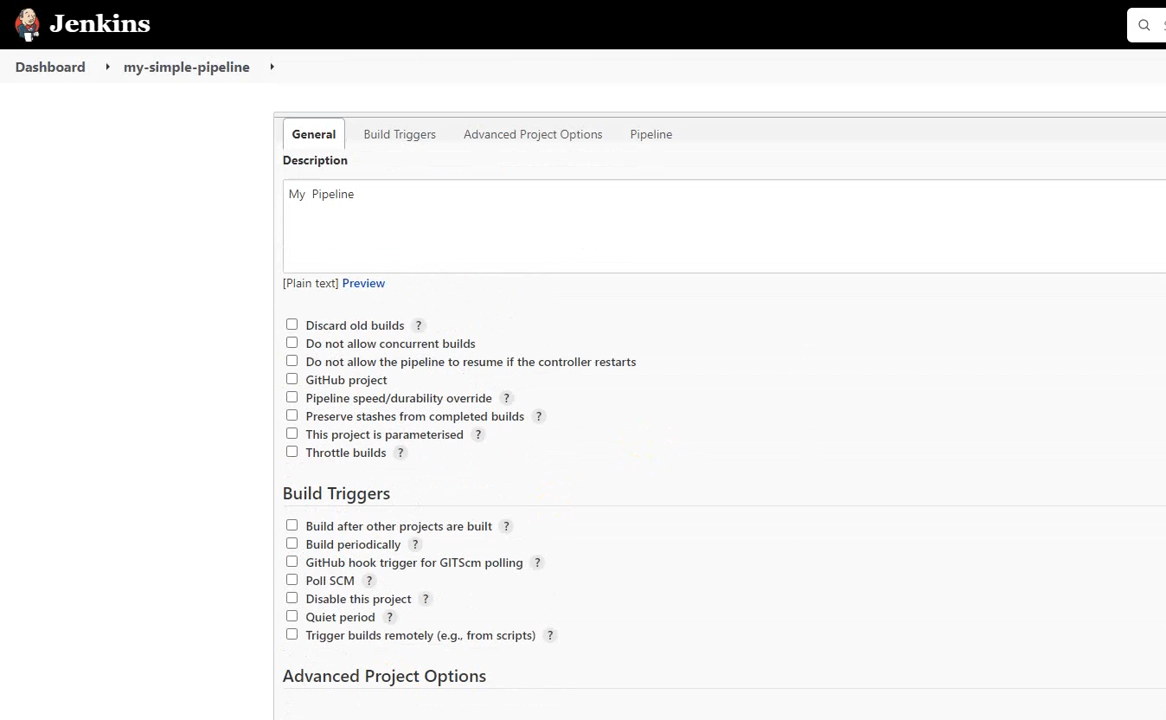 Jenkins
Dashboard my-simple-pipeline
General Build Triggers Advanced Project Options Pipeline
Description
My Pipeline
[Plain text] Preview
Discard old builds ?
Do not allow concurrent builds
Do not allow the pipeline to resume if the controller restarts
GitHub project
Pipeline speed/durability override ?
Preserve stashes from completed builds ?
This project is parameterised ?
Throttle builds ?
Build Triggers
Build after other projects are built ?
Build periodically ?
GitHub hook trigger for GITScm polling ?
Poll SCM ?
Disable this project ?
Quiet period ?
Trigger builds remotely (e.g., from scripts) ?
Advanced Project Options